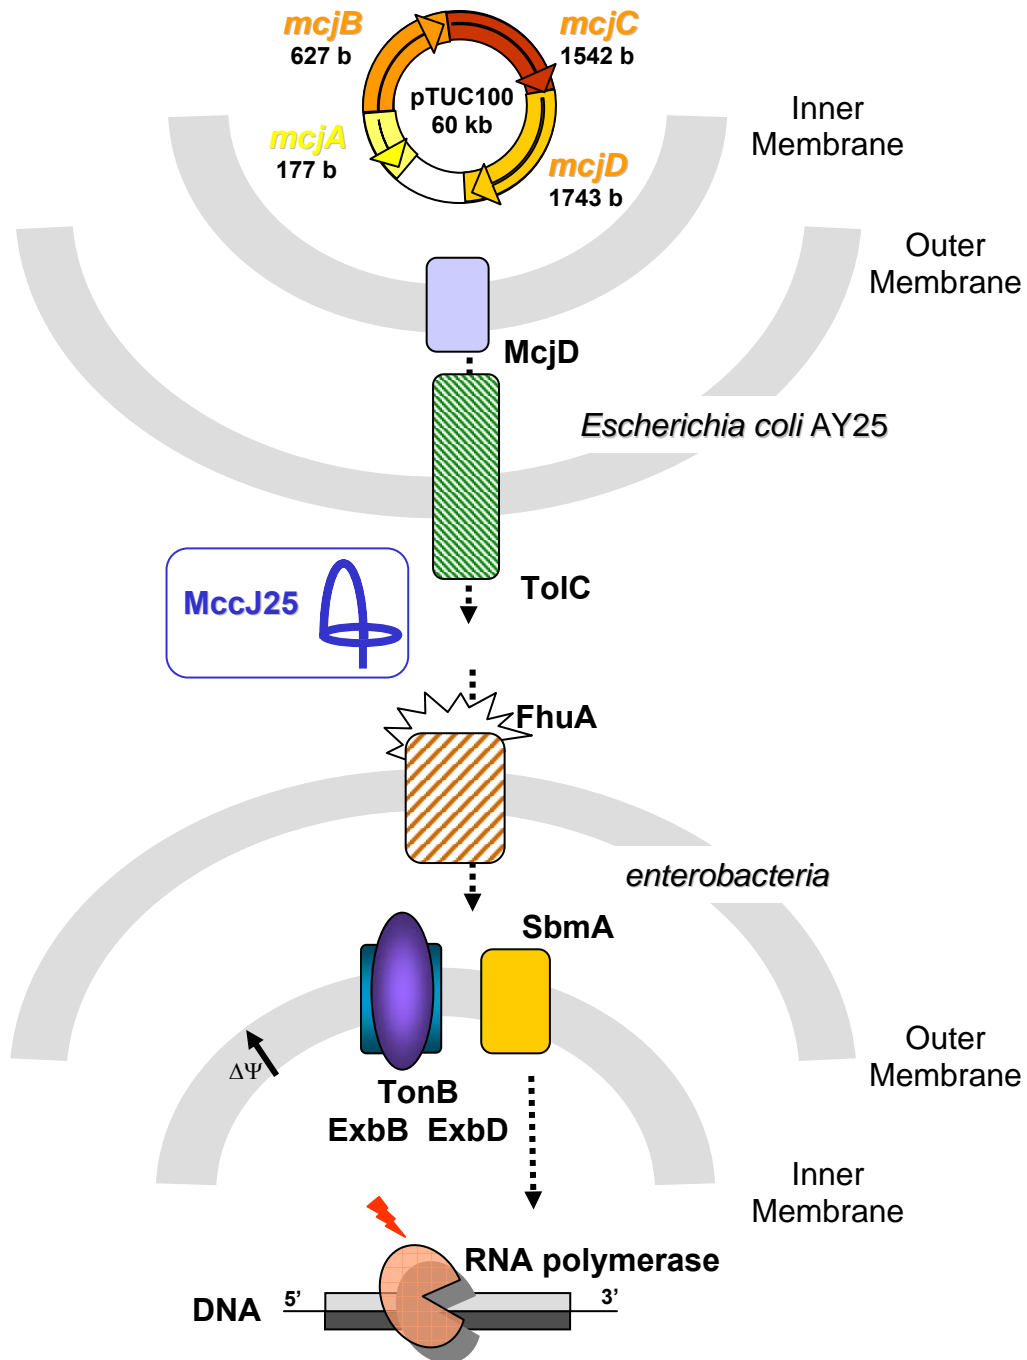 mcjB
627 b
mcjC
1542 b
pTUC100
60 kb
mcjA
177 b
mcjD
1743 b
Inner
Membrane
Outer
Membrane
McjD
Escherichia coli AY25
TolC
MccJ25
FhuA
enterobacteria
SbmA
ΔΨ
TonB
ExbB ExbD
Outer
Membrane
Inner
Membrane
RNA polymerase
DNA
5’
3’